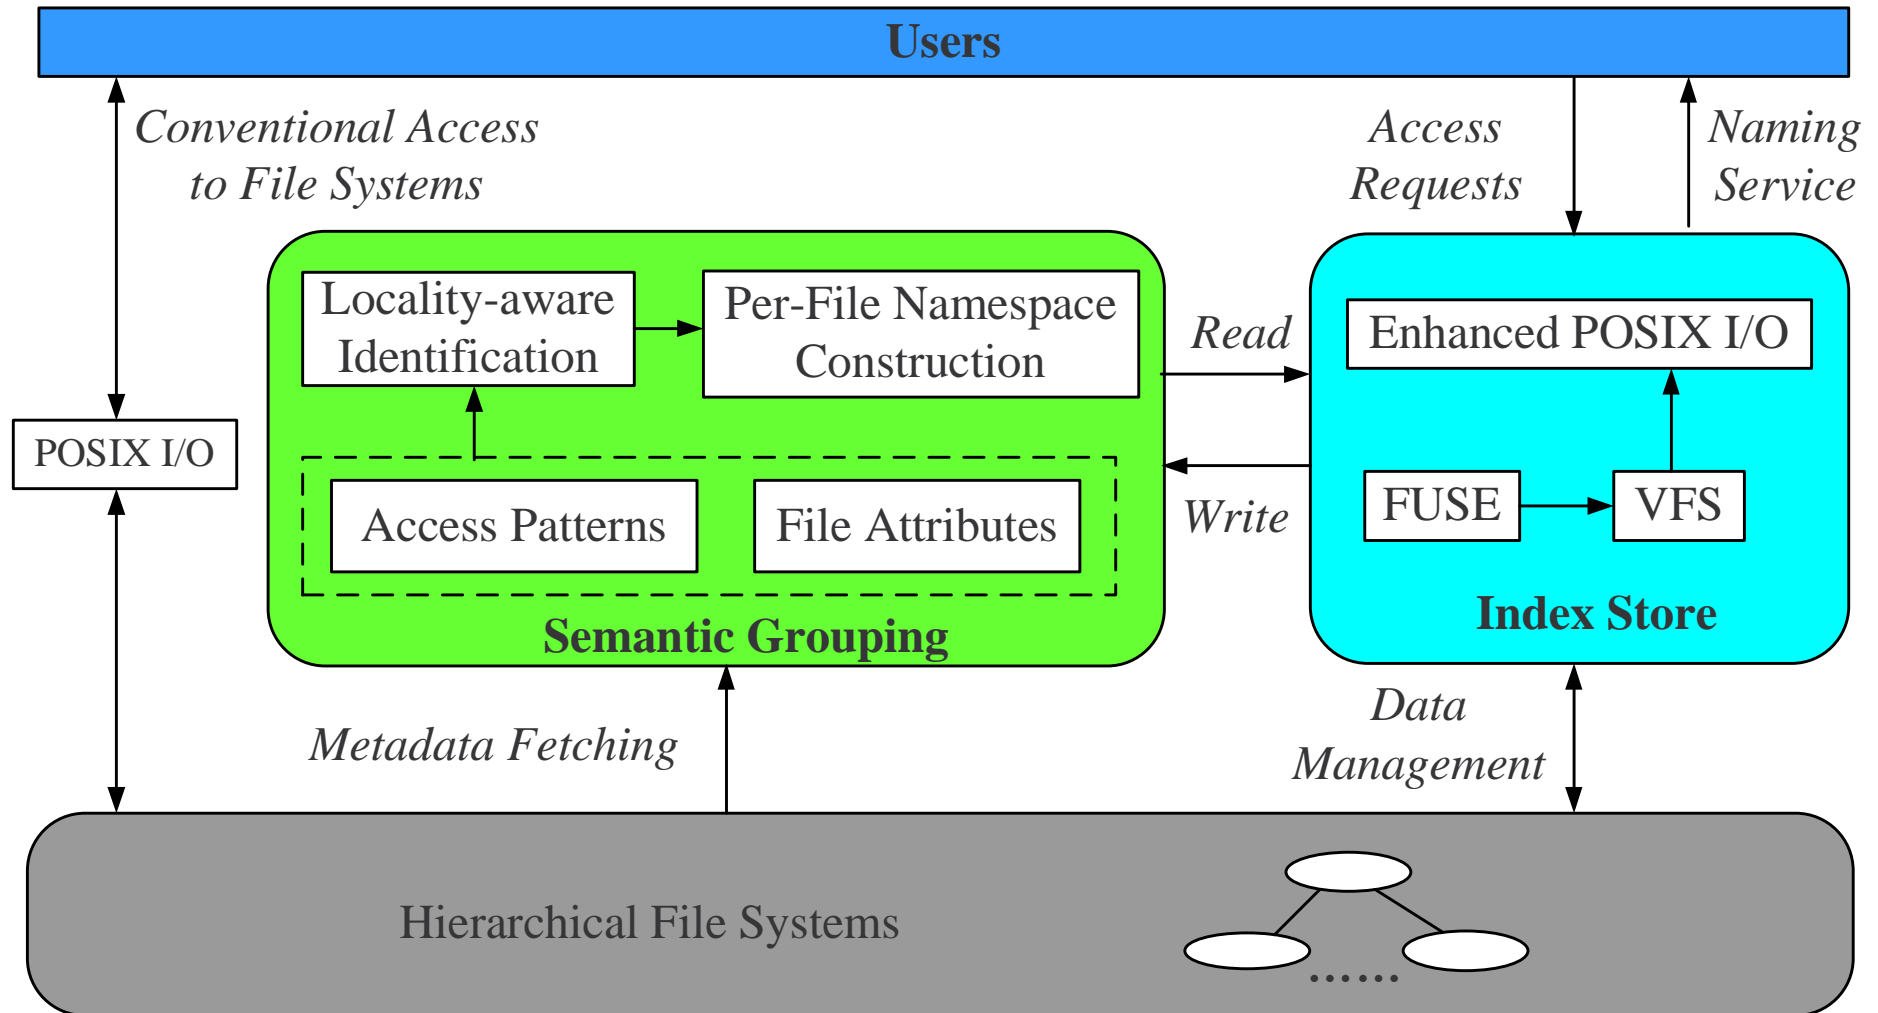 Users
Conventional Access
to File Systems
Access
Requests
Naming
Service
Locality-aware
Identification
Per-File Namespace
Construction
Read
Enhanced POSIX I/O
POSIX I/O
Access Patterns
File Attributes
Write
FUSE
VFS
Semantic Grouping
Index Store
Metadata Fetching
Data
Management
Hierarchical File Systems
……